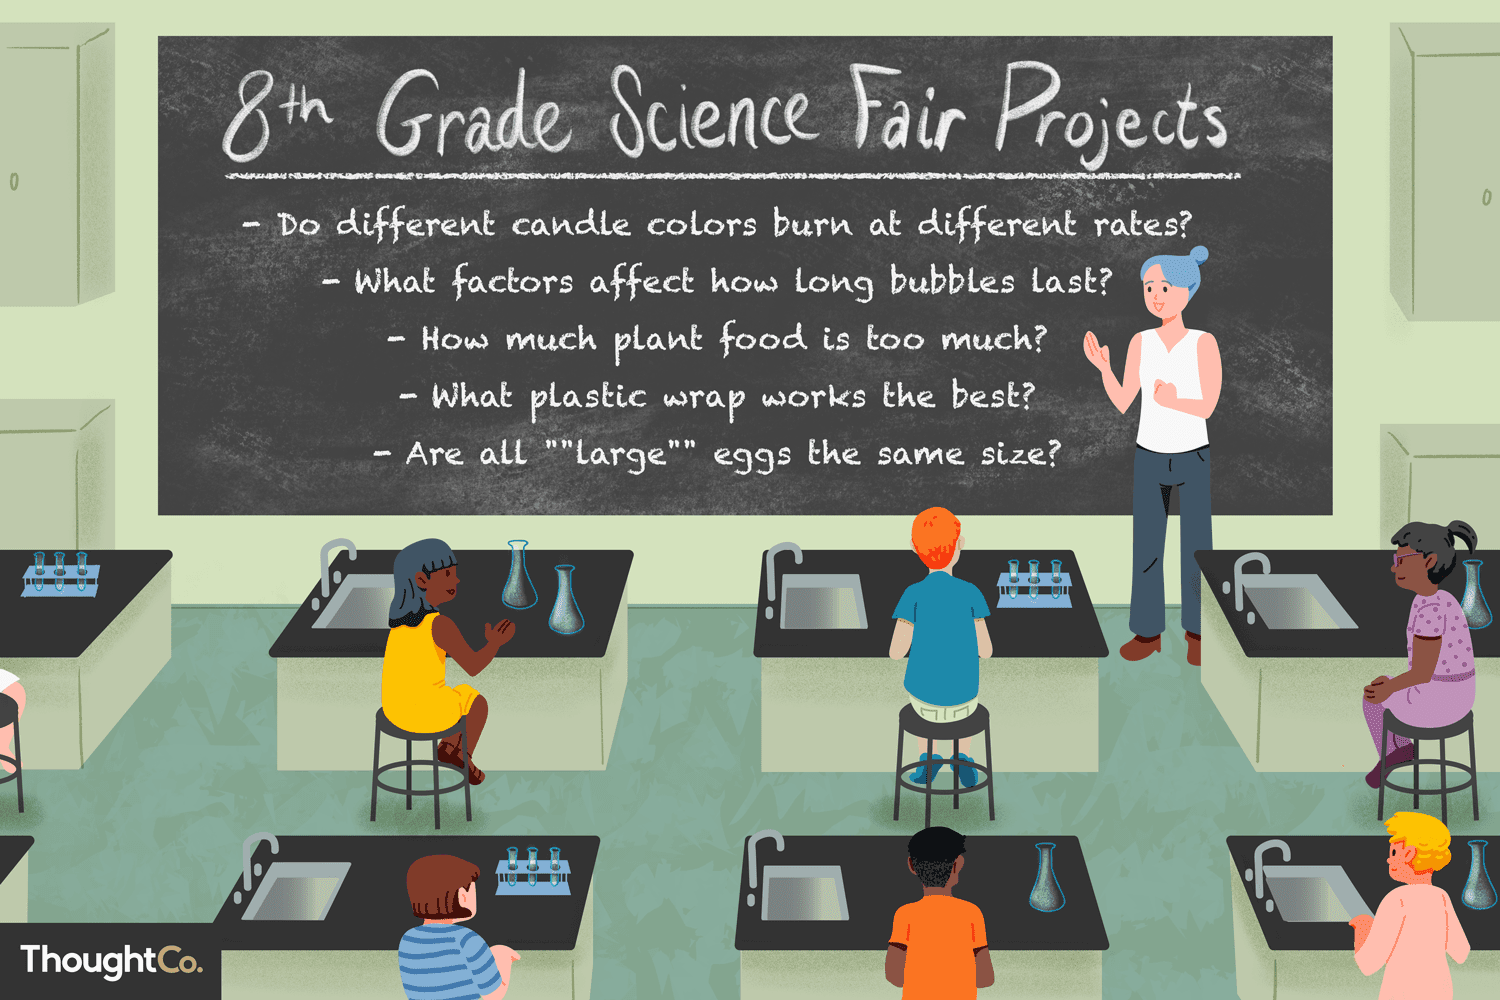 8th Grade Science Fair Projects
- Do different candle colors burn at different rates?
- What factors affect how long bubbles last?
- How much plant food is too much?
- What plastic wrap works the best?
- Are all ""large"" eggs the same size?
ThoughtCo.